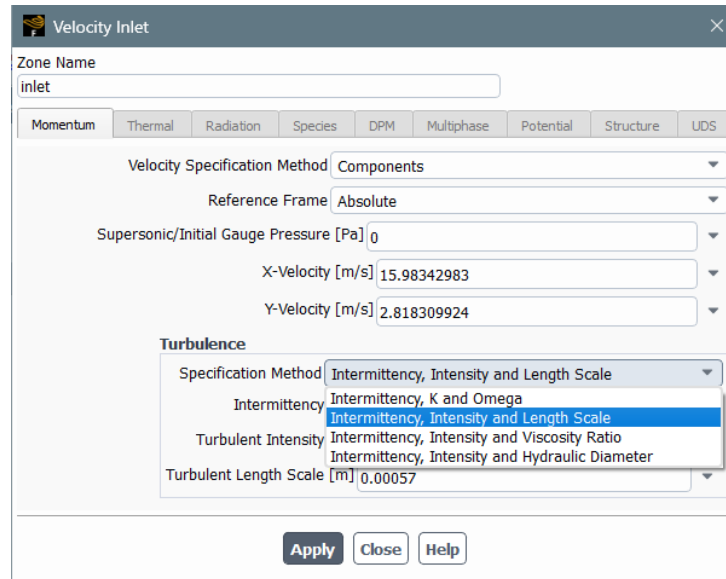 F Velocity Inlet
Zone Name
inlet
Momentum Thermal Radiation Species DPM Multiphase Potential Structure UDS
Velocity Specification Method Components
Reference Frame Absolute
Supersonic/Initial Gauge Pressure [Pa] 0
X-Velocity [m/s] 15.98342983
Y-Velocity [m/s] 2.818309924
Turbulence
Specification Method Intermittency, Intensity and Length Scale
Intermittency, K and Omega
Intermittency Intermittency, Intensity and Length Scale
Turbulent Intensity Intermittency, Intensity and Viscosity Ratio
Intermittency, Intensity and Hydraulic Diameter
Turbulent Length Scale [m] 0.00057
Apply Close Help